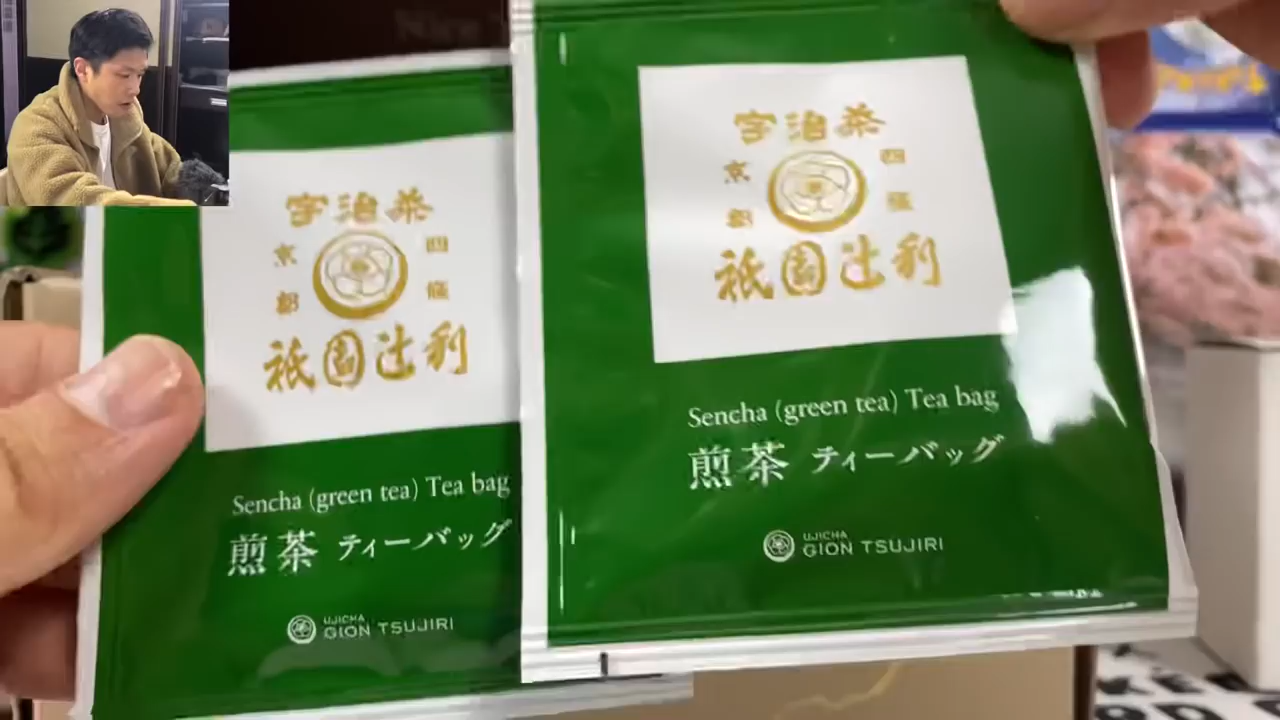 宇治茶
京都
四條
祇園辻利
Sencha (green tea) Tea bag
煎茶 ティーバッグ
UJICHA
GION TSUJIRI
宇治茶
京都
四條
祇園辻利
Sencha (green tea) Tea bag
煎茶 ティーバッグ
UJICHA
GION TSUJIRI